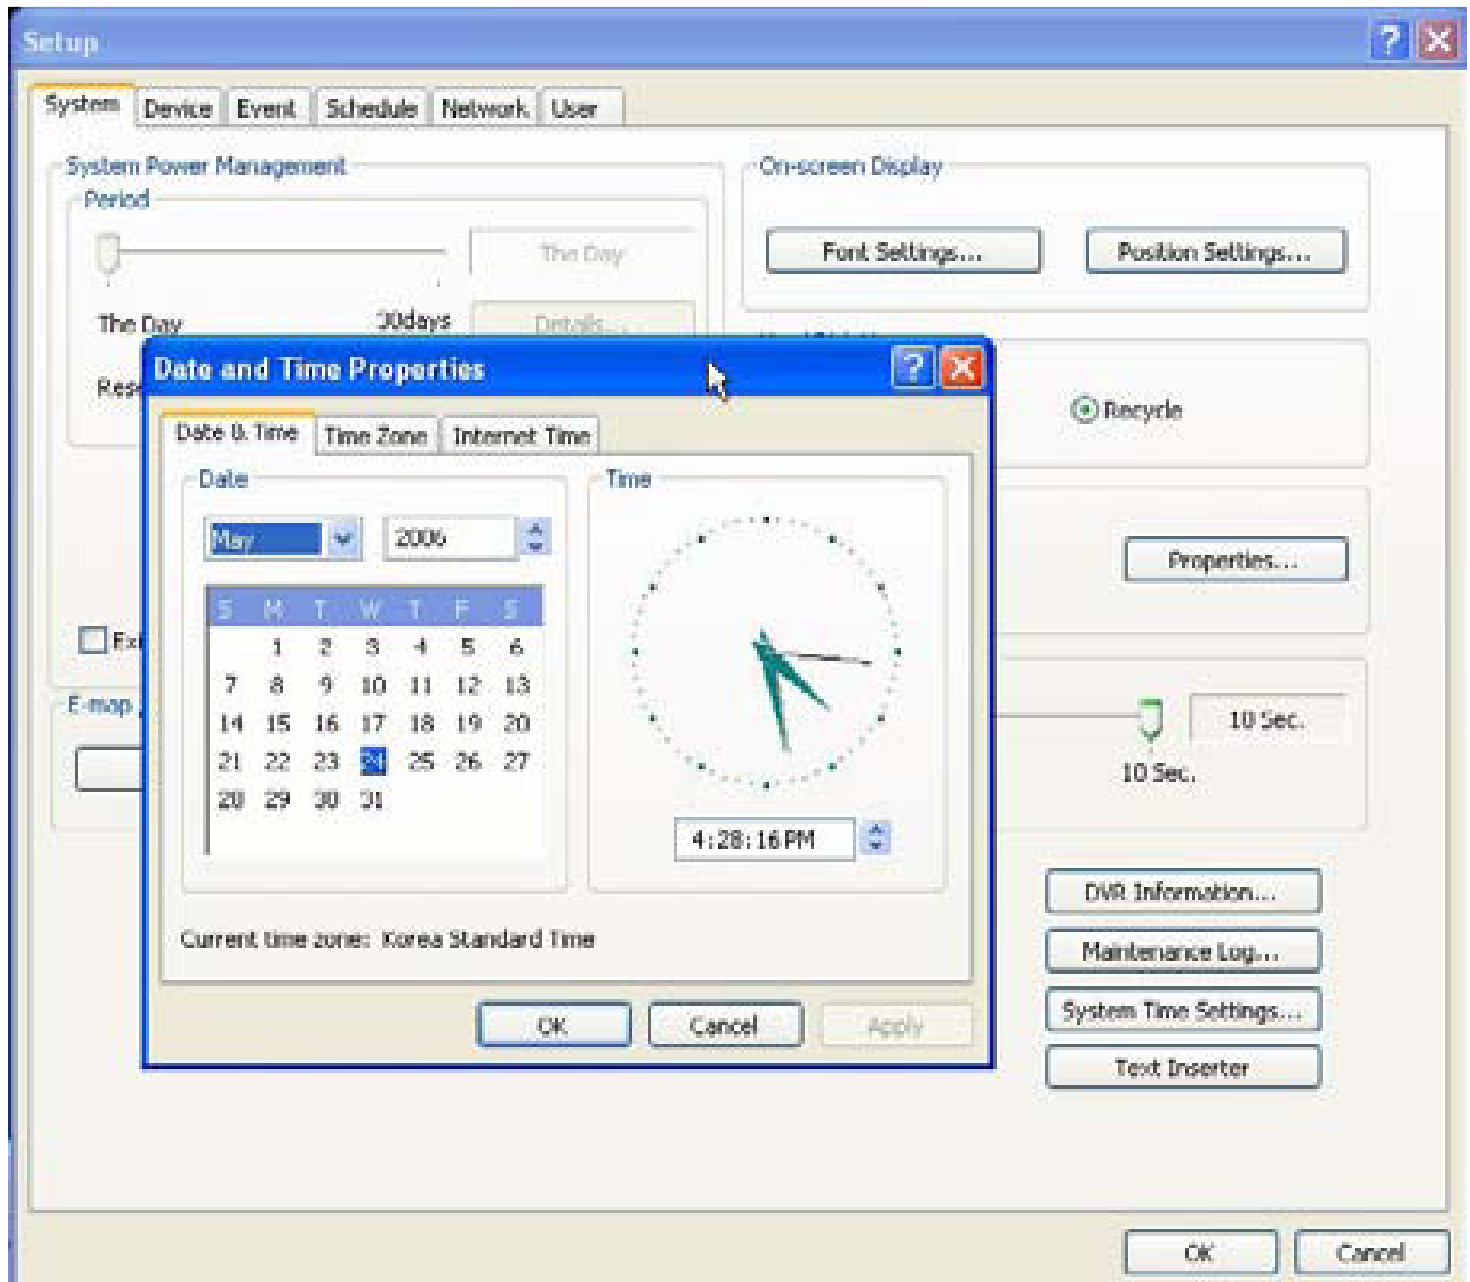 Setup
System Device Event Schedule Network User
System Power Management
Period
The Day
The Day 30days
Details...
On-screen Display
Font Settings... Position Settings...
Recycle
Properties...
E-map
10 Sec.
10 Sec.
Date and Time Properties
Date & Time Time Zone Internet Time
Date
May 2006
S M T W T F S
1 2 3 4 5 6
7 8 9 10 11 12 13
14 15 16 17 18 19 20
21 22 23 24 25 26 27
28 29 30 31
Time
4:28:16 PM
Current time zone: Korea Standard Time
OK Cancel Apply
DVR Information...
Maintenance Log...
System Time Settings...
Text Inserter
OK Cancel